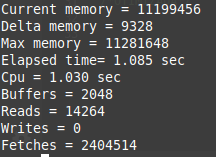 Current memory = 11199456
Delta memory = 9328
Max memory = 11281648
Elapsed time= 1.085 sec
Cpu = 1.030 sec
Buffers = 2048
Reads = 14264
Writes = 0
Fetches = 2404514